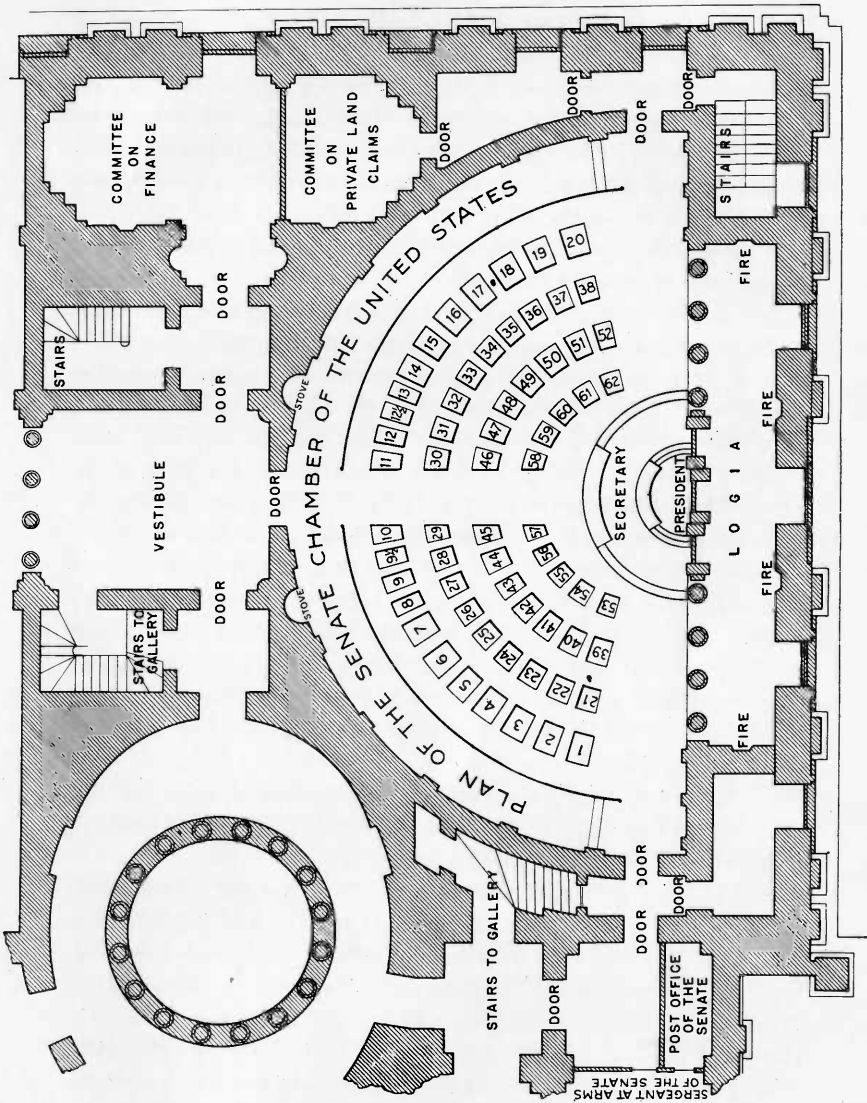 COMMITTEE
ON
FINANCE
COMMITTEE
ON
PRIVATE LAND
CLAIMS
DOOR
DOOR
DOOR
DOOR
STAIRS
DOOR
STAIRS
DOOR
VESTIBULE
DOOR
DOOR
STAIRS TO
GALLERY
STOVE
STOVE
PLAN OF THE SENATE CHAMBER OF THE UNITED STATES
1
2
3
4
5
6
7
8
9
9½
10
11
12
12½
13
14
15
16
17
18
19
20
21
22
23
24
25
26
27
28
29
30
31
32
33
34
35
36
37
38
39
40
41
42
43
44
45
46
47
48
49
50
51
52
53
54
55
56
57
58
59
60
61
62
SECRETARY
PRESIDENT
LOGIA
FIRE
FIRE
FIRE
FIRE
STAIRS TO GALLERY
DOOR
DOOR
DOOR
DOOR
POST OFFICE
OF THE
SENATE
SERGEANT AT ARMS
OF THE SENATE